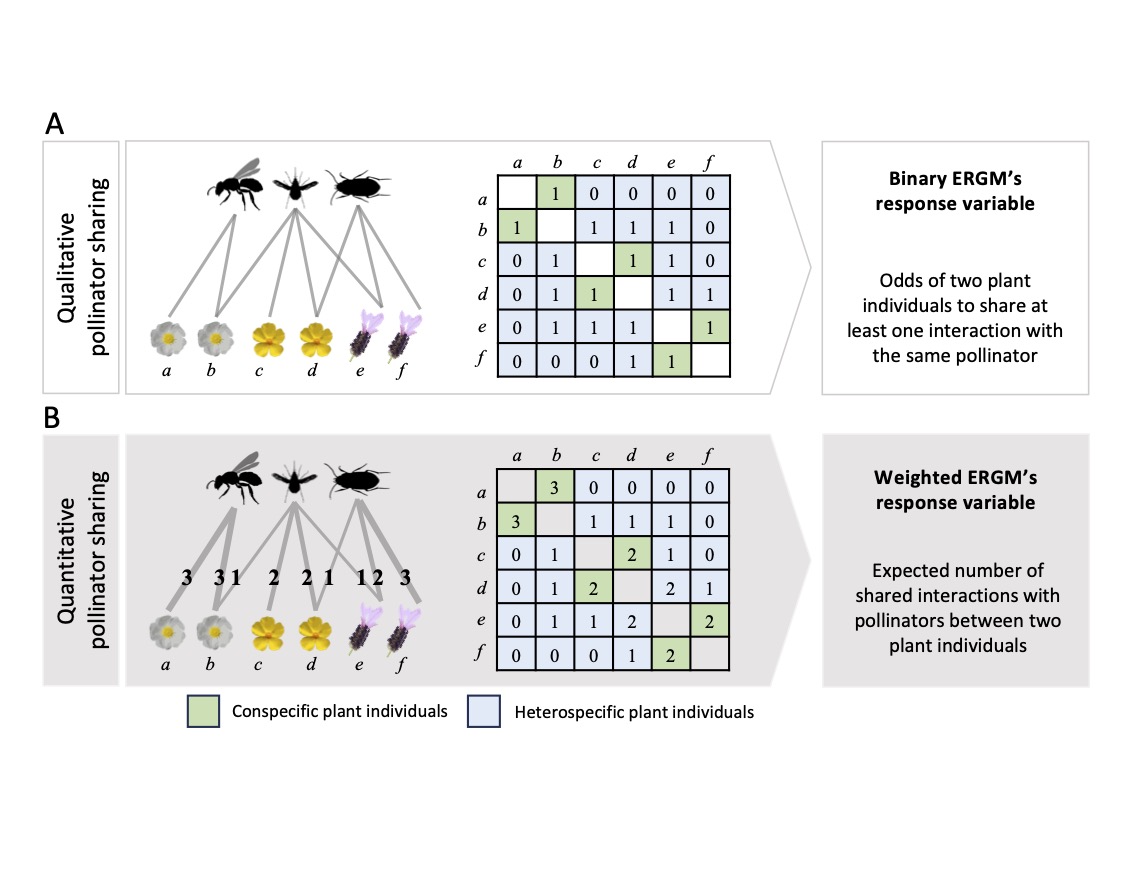 A
Qualitative
pollinator sharing
a b c d e f
a b c d e f
a 1 0 0 0 0
b 1 1 1 1 0
c 0 1 1 1 0
d 0 1 1 1 1
e 0 1 1 1 1
f 0 0 0 1 1
Binary ERGM’s
response variable
Odds of two plant
individuals to share at
least one interaction with
the same pollinator
B
Quantitative
pollinator sharing
3 3 1 2 2 1 1 2 3
a b c d e f
a b c d e f
a 3 0 0 0 0
b 3 1 1 1 0
c 0 1 2 1 0
d 0 1 2 2 1
e 0 1 1 2 2
f 0 0 0 1 2
Weighted ERGM’s
response variable
Expected number of
shared interactions with
pollinators between two
plant individuals
Conspecific plant individuals
Heterospecific plant individuals